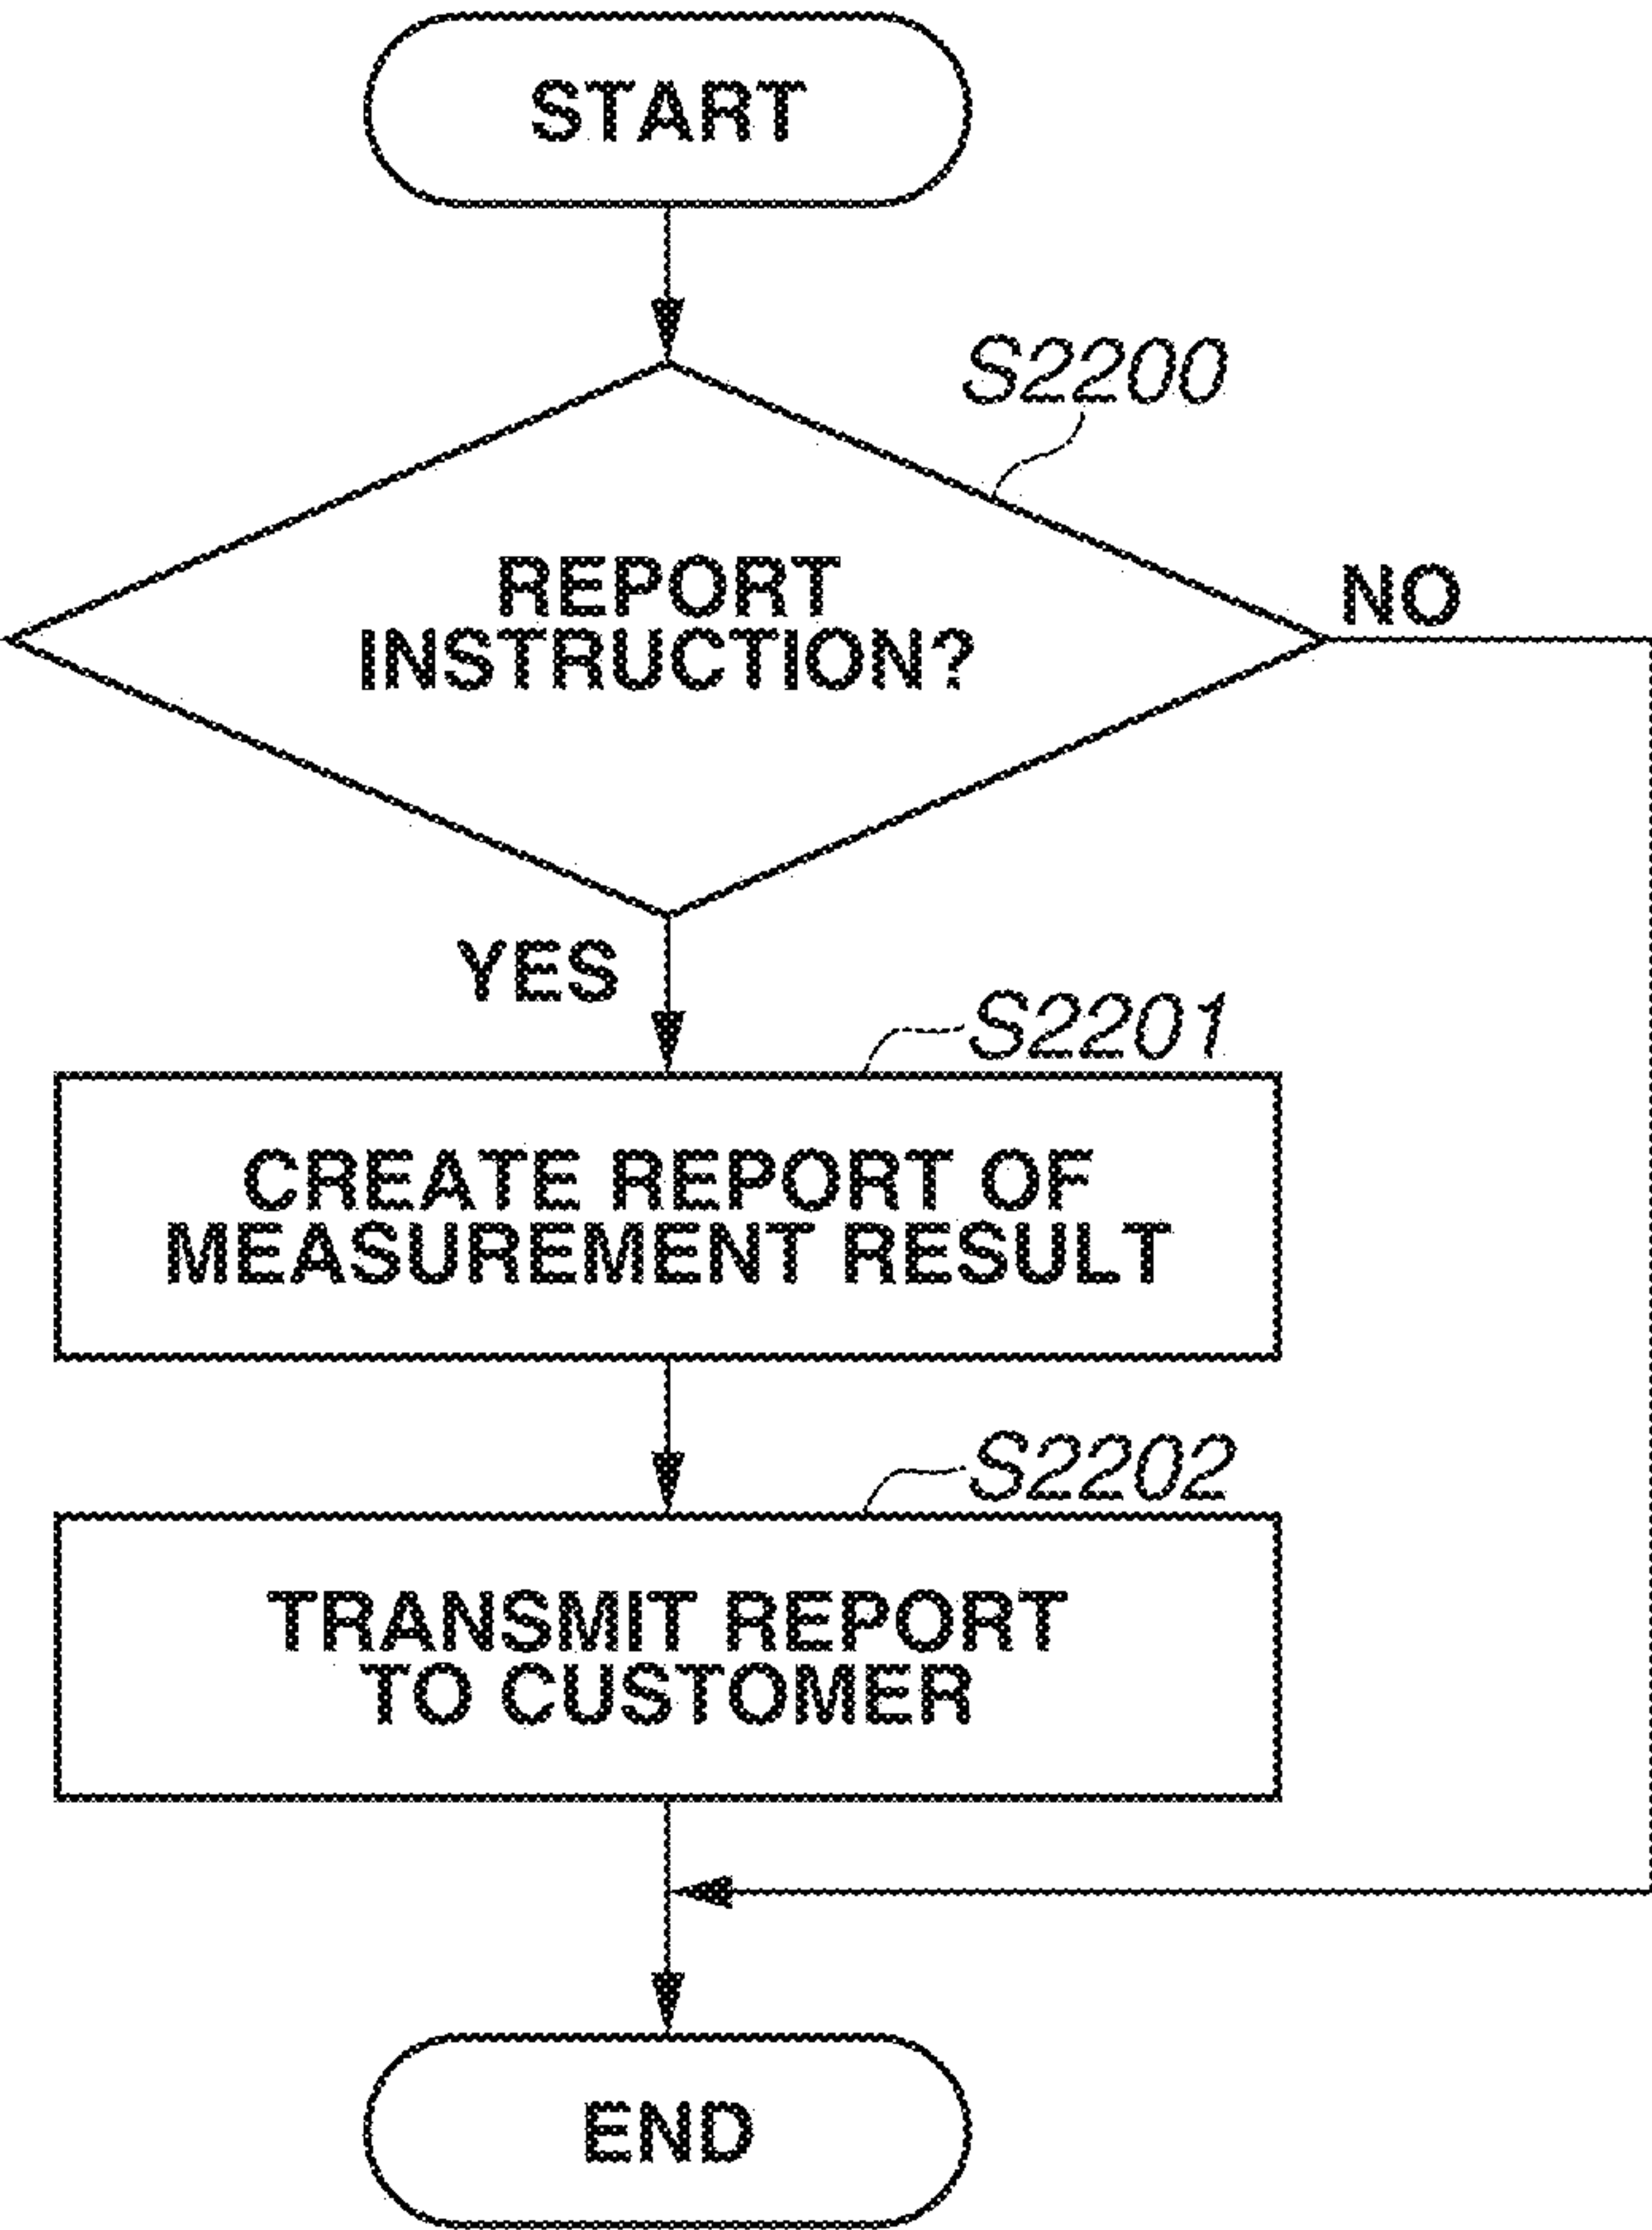 START
S2200
REPORT
INSTRUCTION?
NO
YES
S2201
CREATE REPORT OF
MEASUREMENT RESULT
S2202
TRANSMIT REPORT
TO CUSTOMER
END